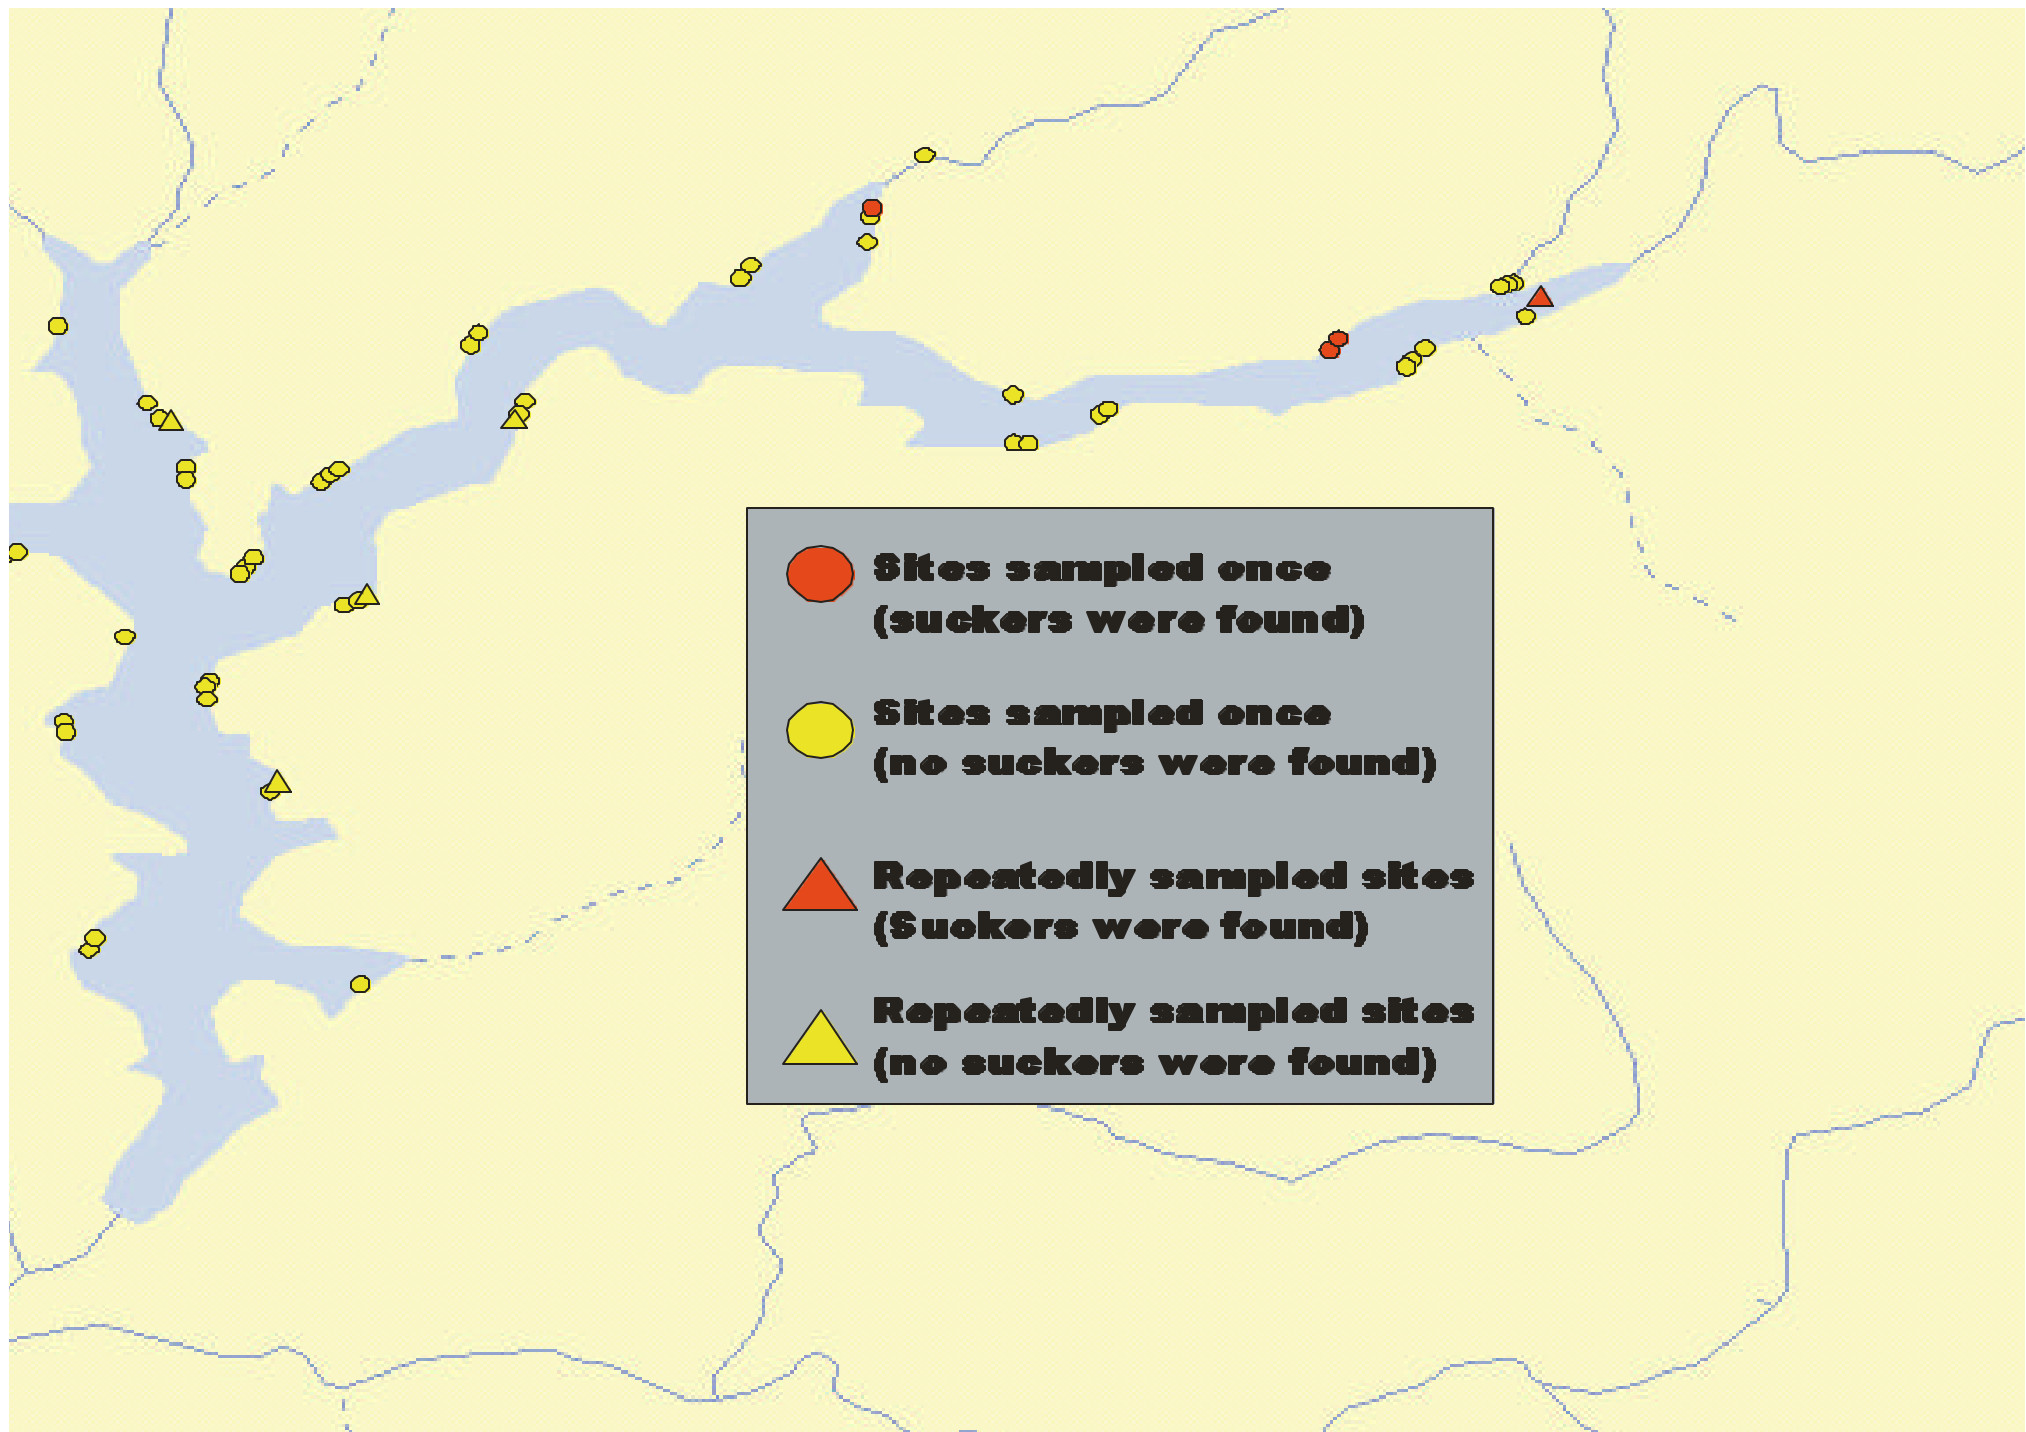 Sites sampled once
(suckers were found)
Sites sampled once
(no suckers were found)
Repeatedly sampled sites
(Suckers were found)
Repeatedly sampled sites
(no suckers were found)